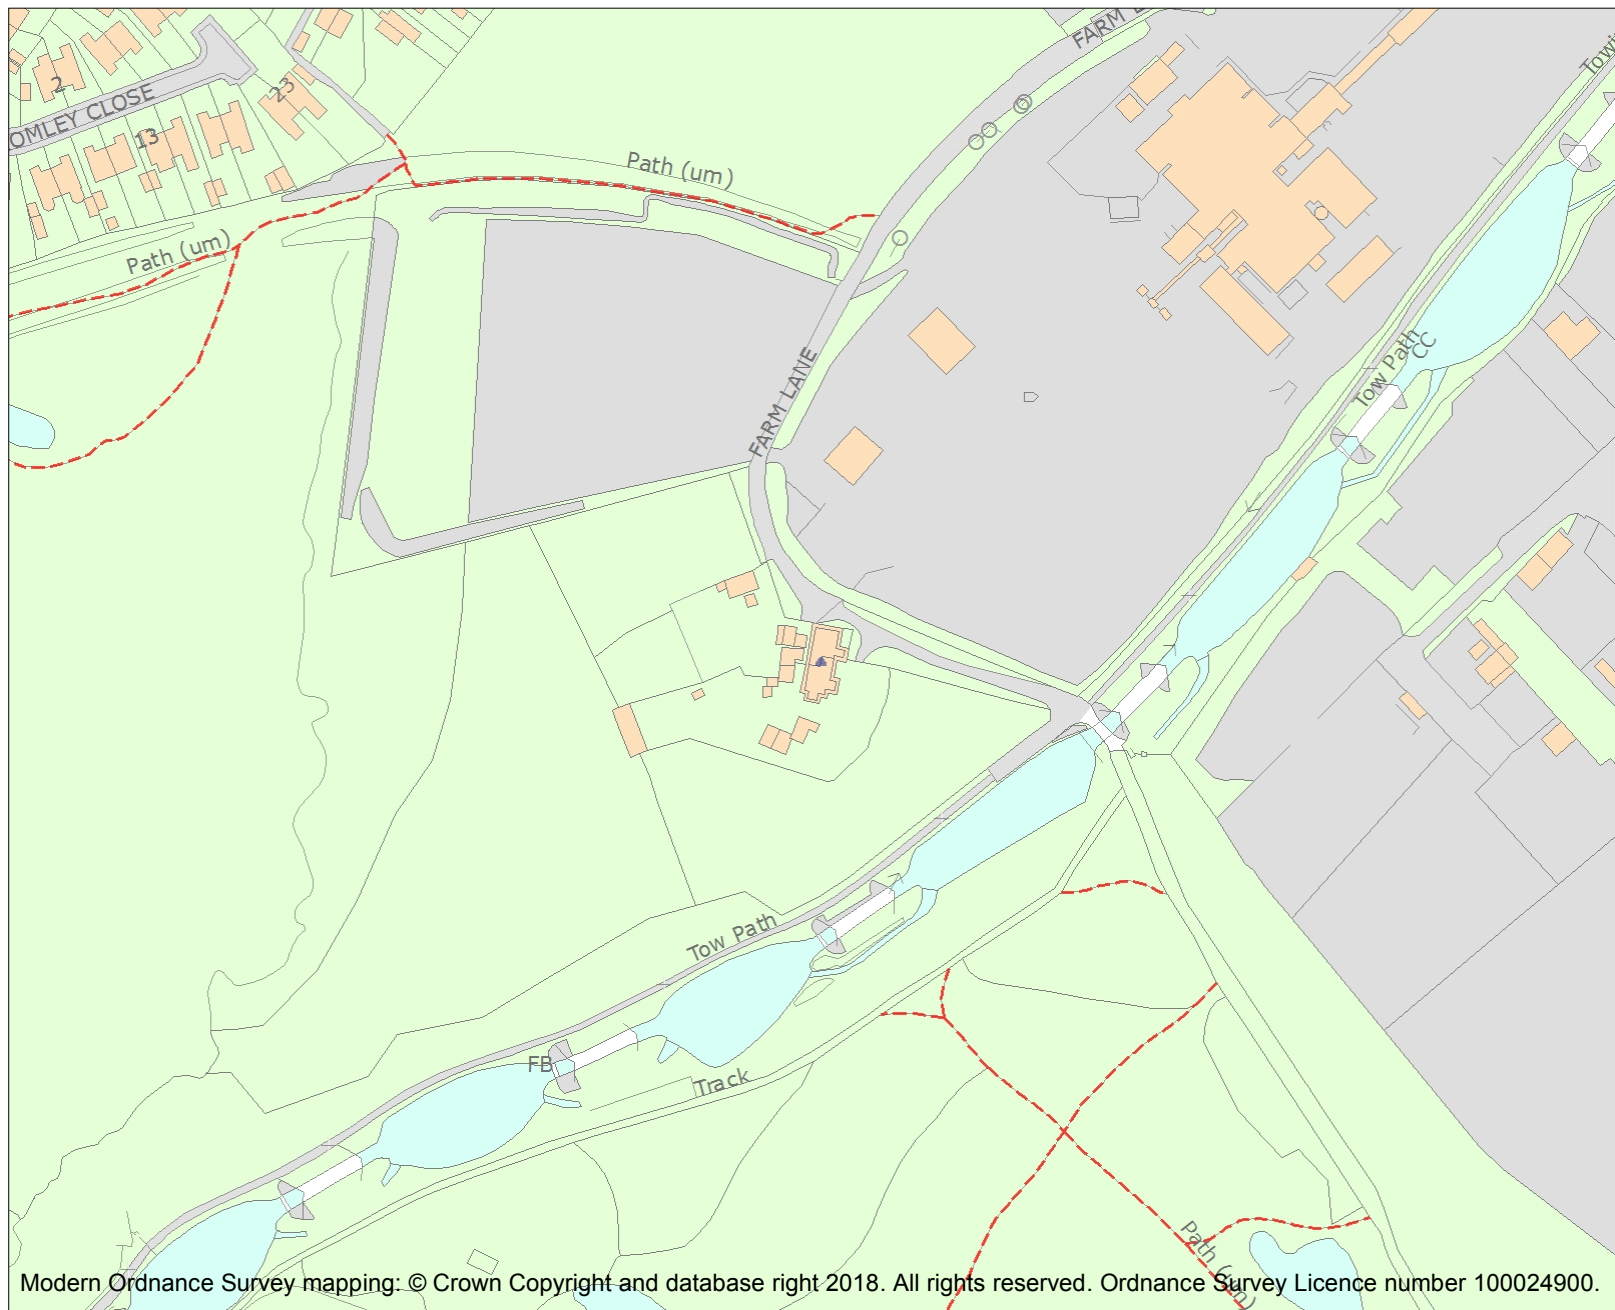 FARM L
Towi
2
23
OMLEY CLOSE
13
Path (um)
Path (um)
FARM LANE
Tow Path
CC
Tow Path
FB
Track
Path (um)
Modern Ordnance Survey mapping: © Crown Copyright and database right 2018. All rights reserved. Ordnance Survey Licence number 100024900.